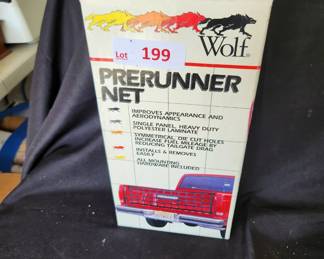 Wolf
Lot 199
PRERUNNER
NET
IMPROVES APPEARANCE AND
AERODYNAMICS
SINGLE PANEL, HEAVY DUTY
POLYESTER LAMINATE
SYMMETRICAL, DIE CUT HOLES
INCREASE FUEL MILEAGE BY
REDUCING TAILGATE DRAG
INSTALLS & REMOVES
EASILY
ALL MOUNTING
HARDWARE INCLUDED